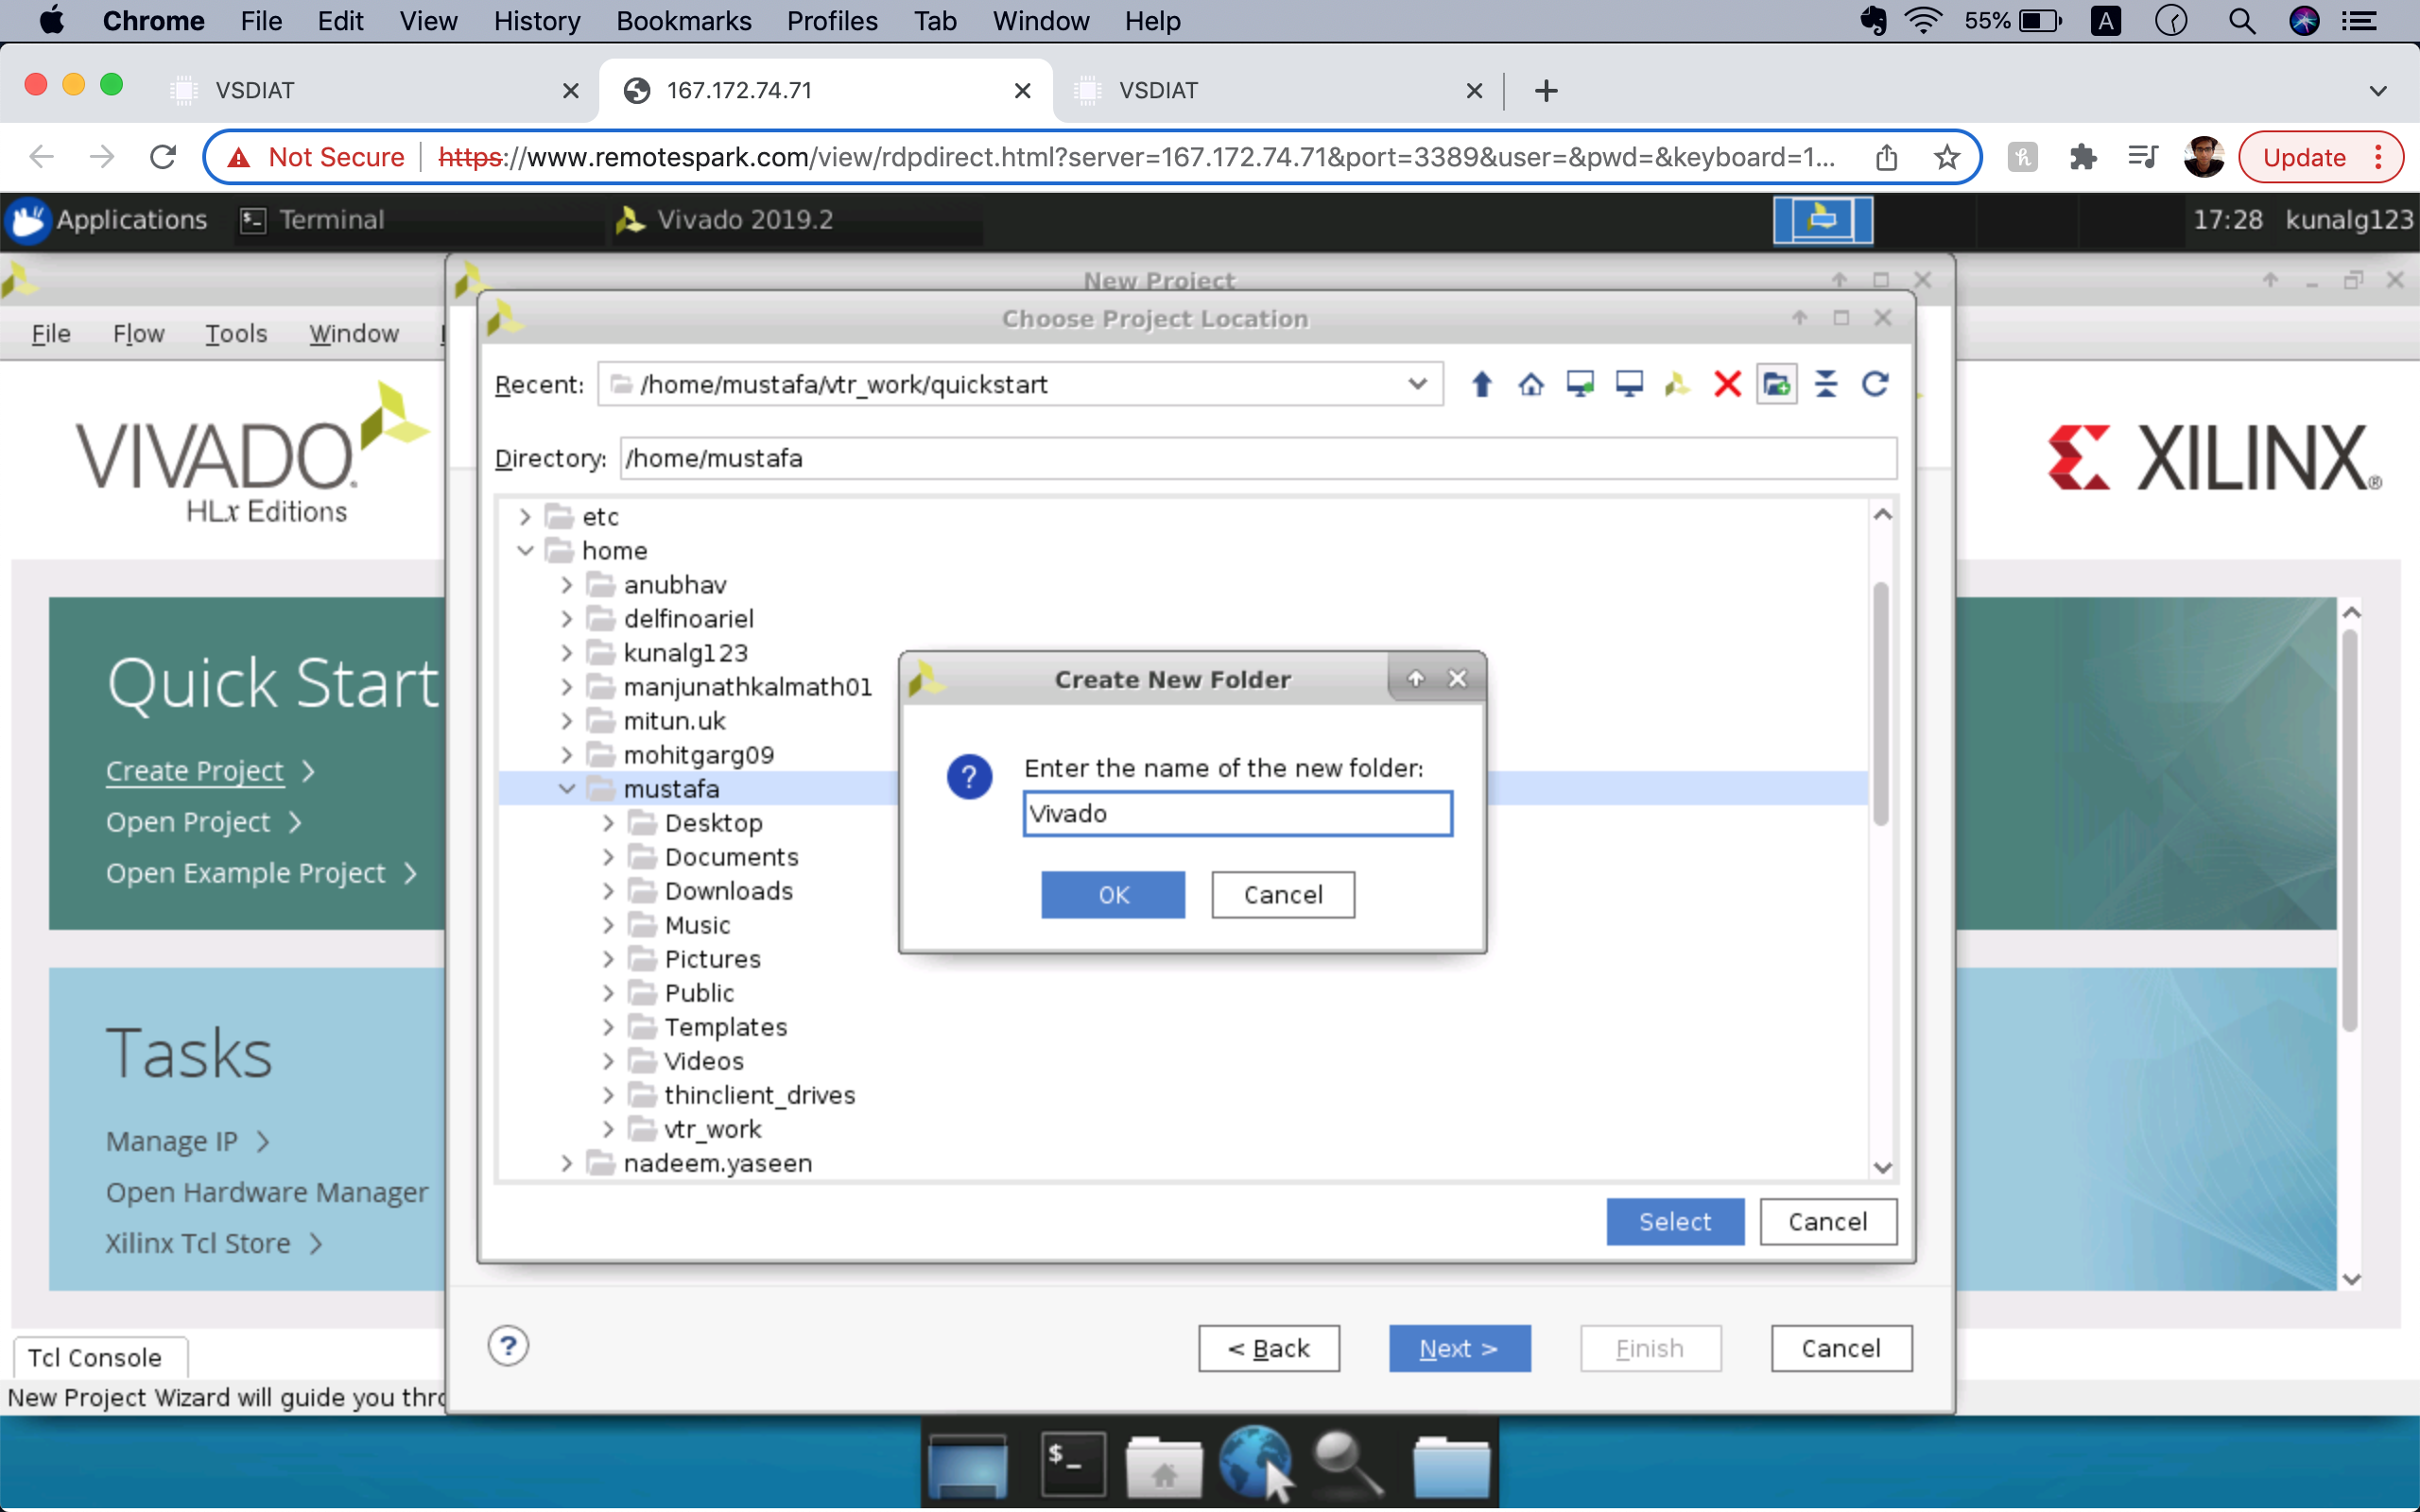 Chrome File Edit View History Bookmarks Profiles Tab Window Help 55% A
VSDIAT 167.172.74.71 VSDIAT
Not Secure https://www.remotespark.com/view/rdpdirect.html?server=167.172.74.71&port=3389&user=&pwd=&keyboard=1... Update
Applications Terminal Vivado 2019.2 17:28 kunalg123
New Project
Choose Project Location
File Flow Tools Window
Recent: /home/mustafa/vtr_work/quickstart
Directory: /home/mustafa
VIVADO.
HLx Editions
XILINX®
etc
home
anubhav
delfinoariel
kunalg123
manjunathkalmath01
mitun.uk
mohitgarg09
mustafa
Desktop
Documents
Downloads
Music
Pictures
Public
Templates
Videos
thinclient_drives
vtr_work
nadeem.yaseen
Create New Folder
Enter the name of the new folder:
Vivado
OK Cancel
Select Cancel
Quick Start
Create Project >
Open Project >
Open Example Project >
Tasks
Manage IP >
Open Hardware Manager
Xilinx Tcl Store >
? < Back Next > Finish Cancel
Tcl Console
New Project Wizard will guide you thro
$_